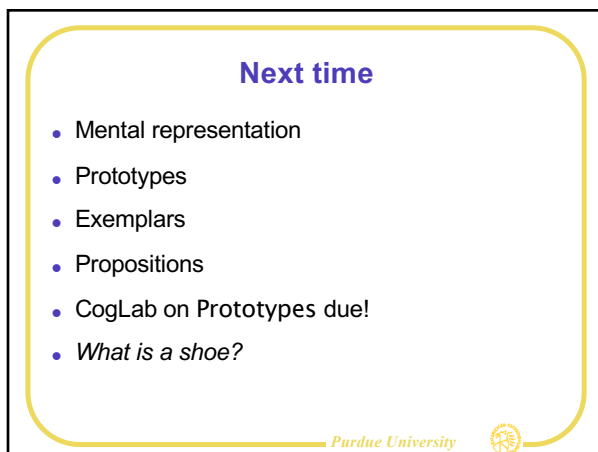 Next time
Mental representation
Prototypes
Exemplars
Propositions
CogLab on Prototypes due!
What is a shoe?
Purdue University